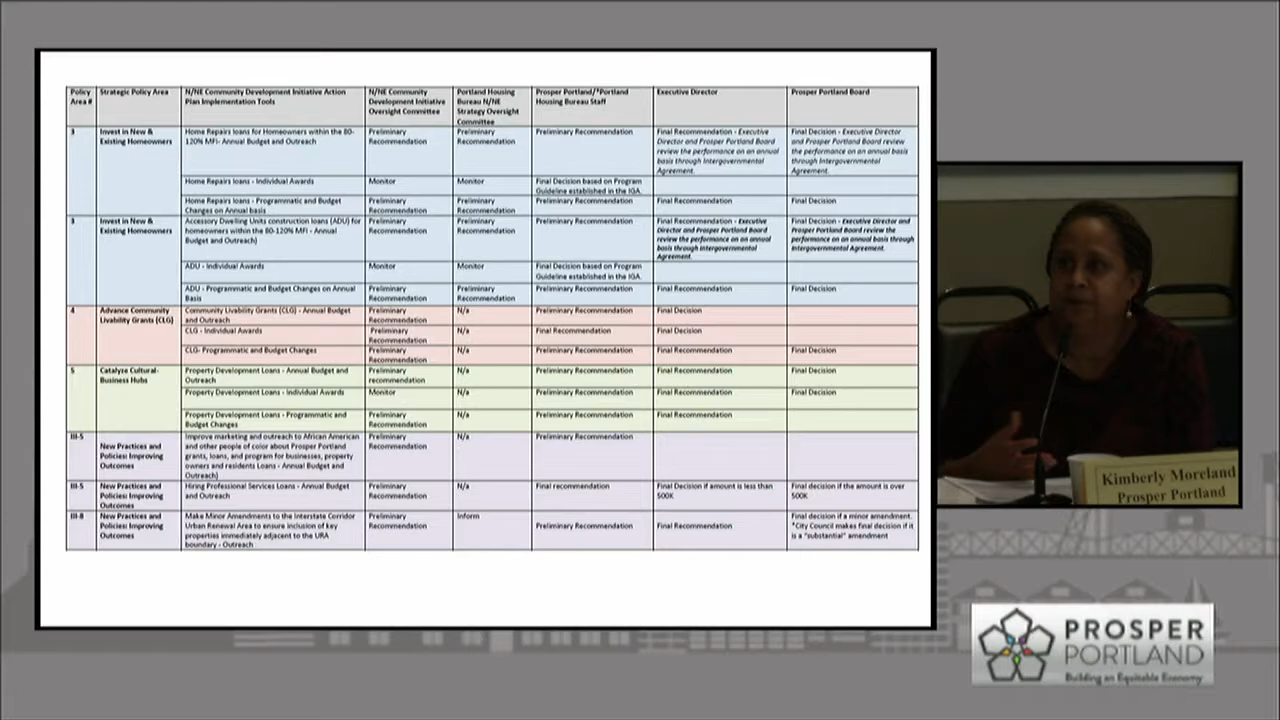 Policy Area #
Strategic Policy Area
N/NE Community Development Initiative Action Plan Implementation Tools
N/NE Community Development Initiative Oversight Committee
Portland Housing Bureau N/NE Strategy Oversight Committee
Prosper Portland/*Portland Housing Bureau Staff
Executive Director
Prosper Portland Board
3
Invest in New & Existing Homeowners
Home Repairs loans for Homeowners within the 80-120% MFI- Annual Budget and Outreach
Preliminary Recommendation
Preliminary Recommendation
Preliminary Recommendation
Final Recommendation - Executive Director and Prosper Portland Board review the performance on an annual basis through Intergovernmental Agreement.
Final Decision - Executive Director and Prosper Portland Board review the performance on an annual basis through Intergovernmental Agreement.
Home Repairs loans - Individual Awards
Monitor
Monitor
Final Decision based on Program Guideline established in the IGA.
Home Repairs loans - Programmatic and Budget Changes on Annual basis
Preliminary Recommendation
Preliminary Recommendation
Preliminary Recommendation
Final Recommendation
Final Decision
3
Invest in New & Existing Homeowners
Accessory Dwelling Units construction loans (ADU) for homeowners within the 80-120% MFI - Annual Budget and Outreach)
Preliminary Recommendation
Preliminary Recommendation
Preliminary Recommendation
Final Recommendation - Executive Director and Prosper Portland Board review the performance on an annual basis through Intergovernmental Agreement.
Final Decision - Executive Director and Prosper Portland Board review the performance on an annual basis through Intergovernmental Agreement.
ADU - Individual Awards
Monitor
Monitor
Final Decision based on Program Guideline established in the IGA.
ADU - Programmatic and Budget Changes on Annual Basis
Preliminary Recommendation
Preliminary Recommendation
Preliminary Recommendation
Final Recommendation
Final Decision
4
Advance Community Livability Grants (CLG)
Community Livability Grants (CLG) - Annual Budget and Outreach
Preliminary Recommendation
N/a
Preliminary Recommendation
Final Decision
CLG - Individual Awards
Preliminary Recommendation
N/a
Final Recommendation
Final Decision
CLG- Programmatic and Budget Changes
Preliminary Recommendation
N/a
Preliminary Recommendation
Final Recommendation
Final Decision
5
Catalyze Cultural-Business Hubs
Property Development Loans - Annual Budget and Outreach
Preliminary recommendation
N/a
Preliminary Recommendation
Final Recommendation
Final Decision
Property Development Loans - Individual Awards
Monitor
N/a
Preliminary Recommendation
Final Recommendation
Final Decision
Property Development Loans - Programmatic and Budget Changes
Preliminary Recommendation
N/a
Preliminary Recommendation
Final Recommendation
III-5
New Practices and Policies: Improving Outcomes
Improve marketing and outreach to African American and other people of color about Prosper Portland grants, loans, and program for businesses, property owners and residents Loans - Annual Budget and Outreach)
Preliminary Recommendation
N/a
Preliminary Recommendation
III-5
New Practices and Policies: Improving Outcomes
Hiring Professional Services Loans - Annual Budget and Outreach
Preliminary Recommendation
N/a
Final recommendation
Final Decision if amount is less than 500K
Final decision if the amount is over 500K
III-8
New Practices and Policies: Improving Outcomes
Make Minor Amendments to the Interstate Corridor Urban Renewal Area to ensure inclusion of key properties immediately adjacent to the URA boundary - Outreach
Preliminary Recommendation
Inform
Preliminary Recommendation
Final Recommendation
Final decision if a minor amendment. *City Council makes final decision if it is a "substantial" amendment
Kimberly Moreland
Prosper Portland
PROSPER
PORTLAND
Building an Equitable Economy